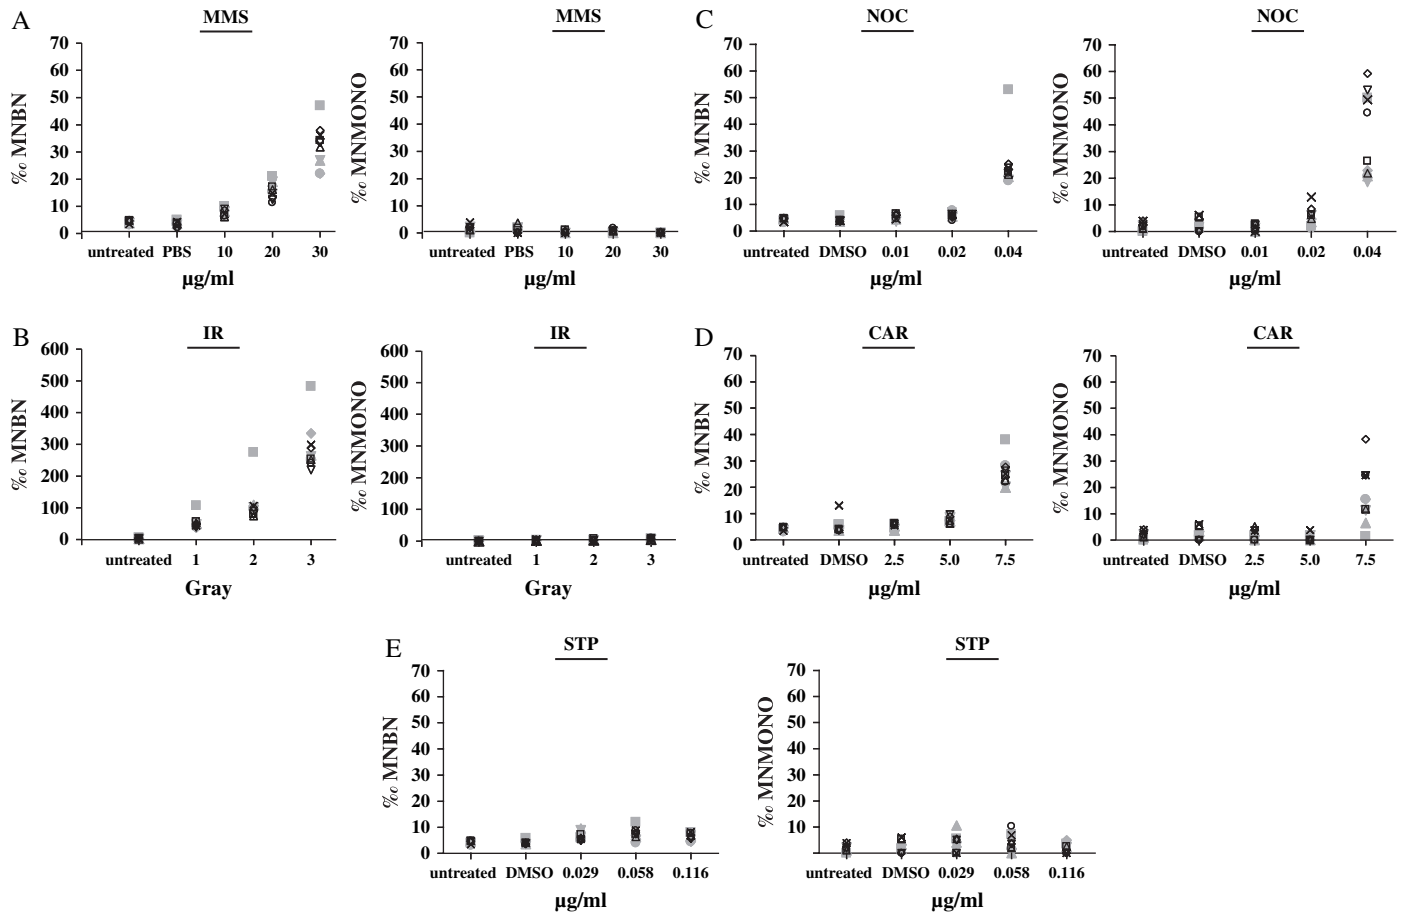 A
MMS
‰ MNBN
70
60
50
40
30
20
10
0
untreated PBS 10 20 30
µg/ml
MMS
‰ MNMONO
70
60
50
40
30
20
10
0
untreated PBS 10 20 30
µg/ml
C
NOC
‰ MNBN
70
60
50
40
30
20
10
0
untreated DMSO 0.01 0.02 0.04
µg/ml
NOC
‰ MNMONO
70
60
50
40
30
20
10
0
untreated DMSO 0.01 0.02 0.04
µg/ml
B
IR
‰ MNBN
600
500
400
300
200
100
0
untreated 1 2 3
Gray
IR
‰ MNMONO
600
500
400
300
200
100
0
untreated 1 2 3
Gray
D
CAR
‰ MNBN
70
60
50
40
30
20
10
0
untreated DMSO 2.5 5.0 7.5
µg/ml
CAR
‰ MNMONO
70
60
50
40
30
20
10
0
untreated DMSO 2.5 5.0 7.5
µg/ml
E
STP
‰ MNBN
70
60
50
40
30
20
10
0
untreated DMSO 0.029 0.058 0.116
µg/ml
STP
‰ MNMONO
70
60
50
40
30
20
10
untreated DMSO 0.029 0.058 0.116
µg/ml